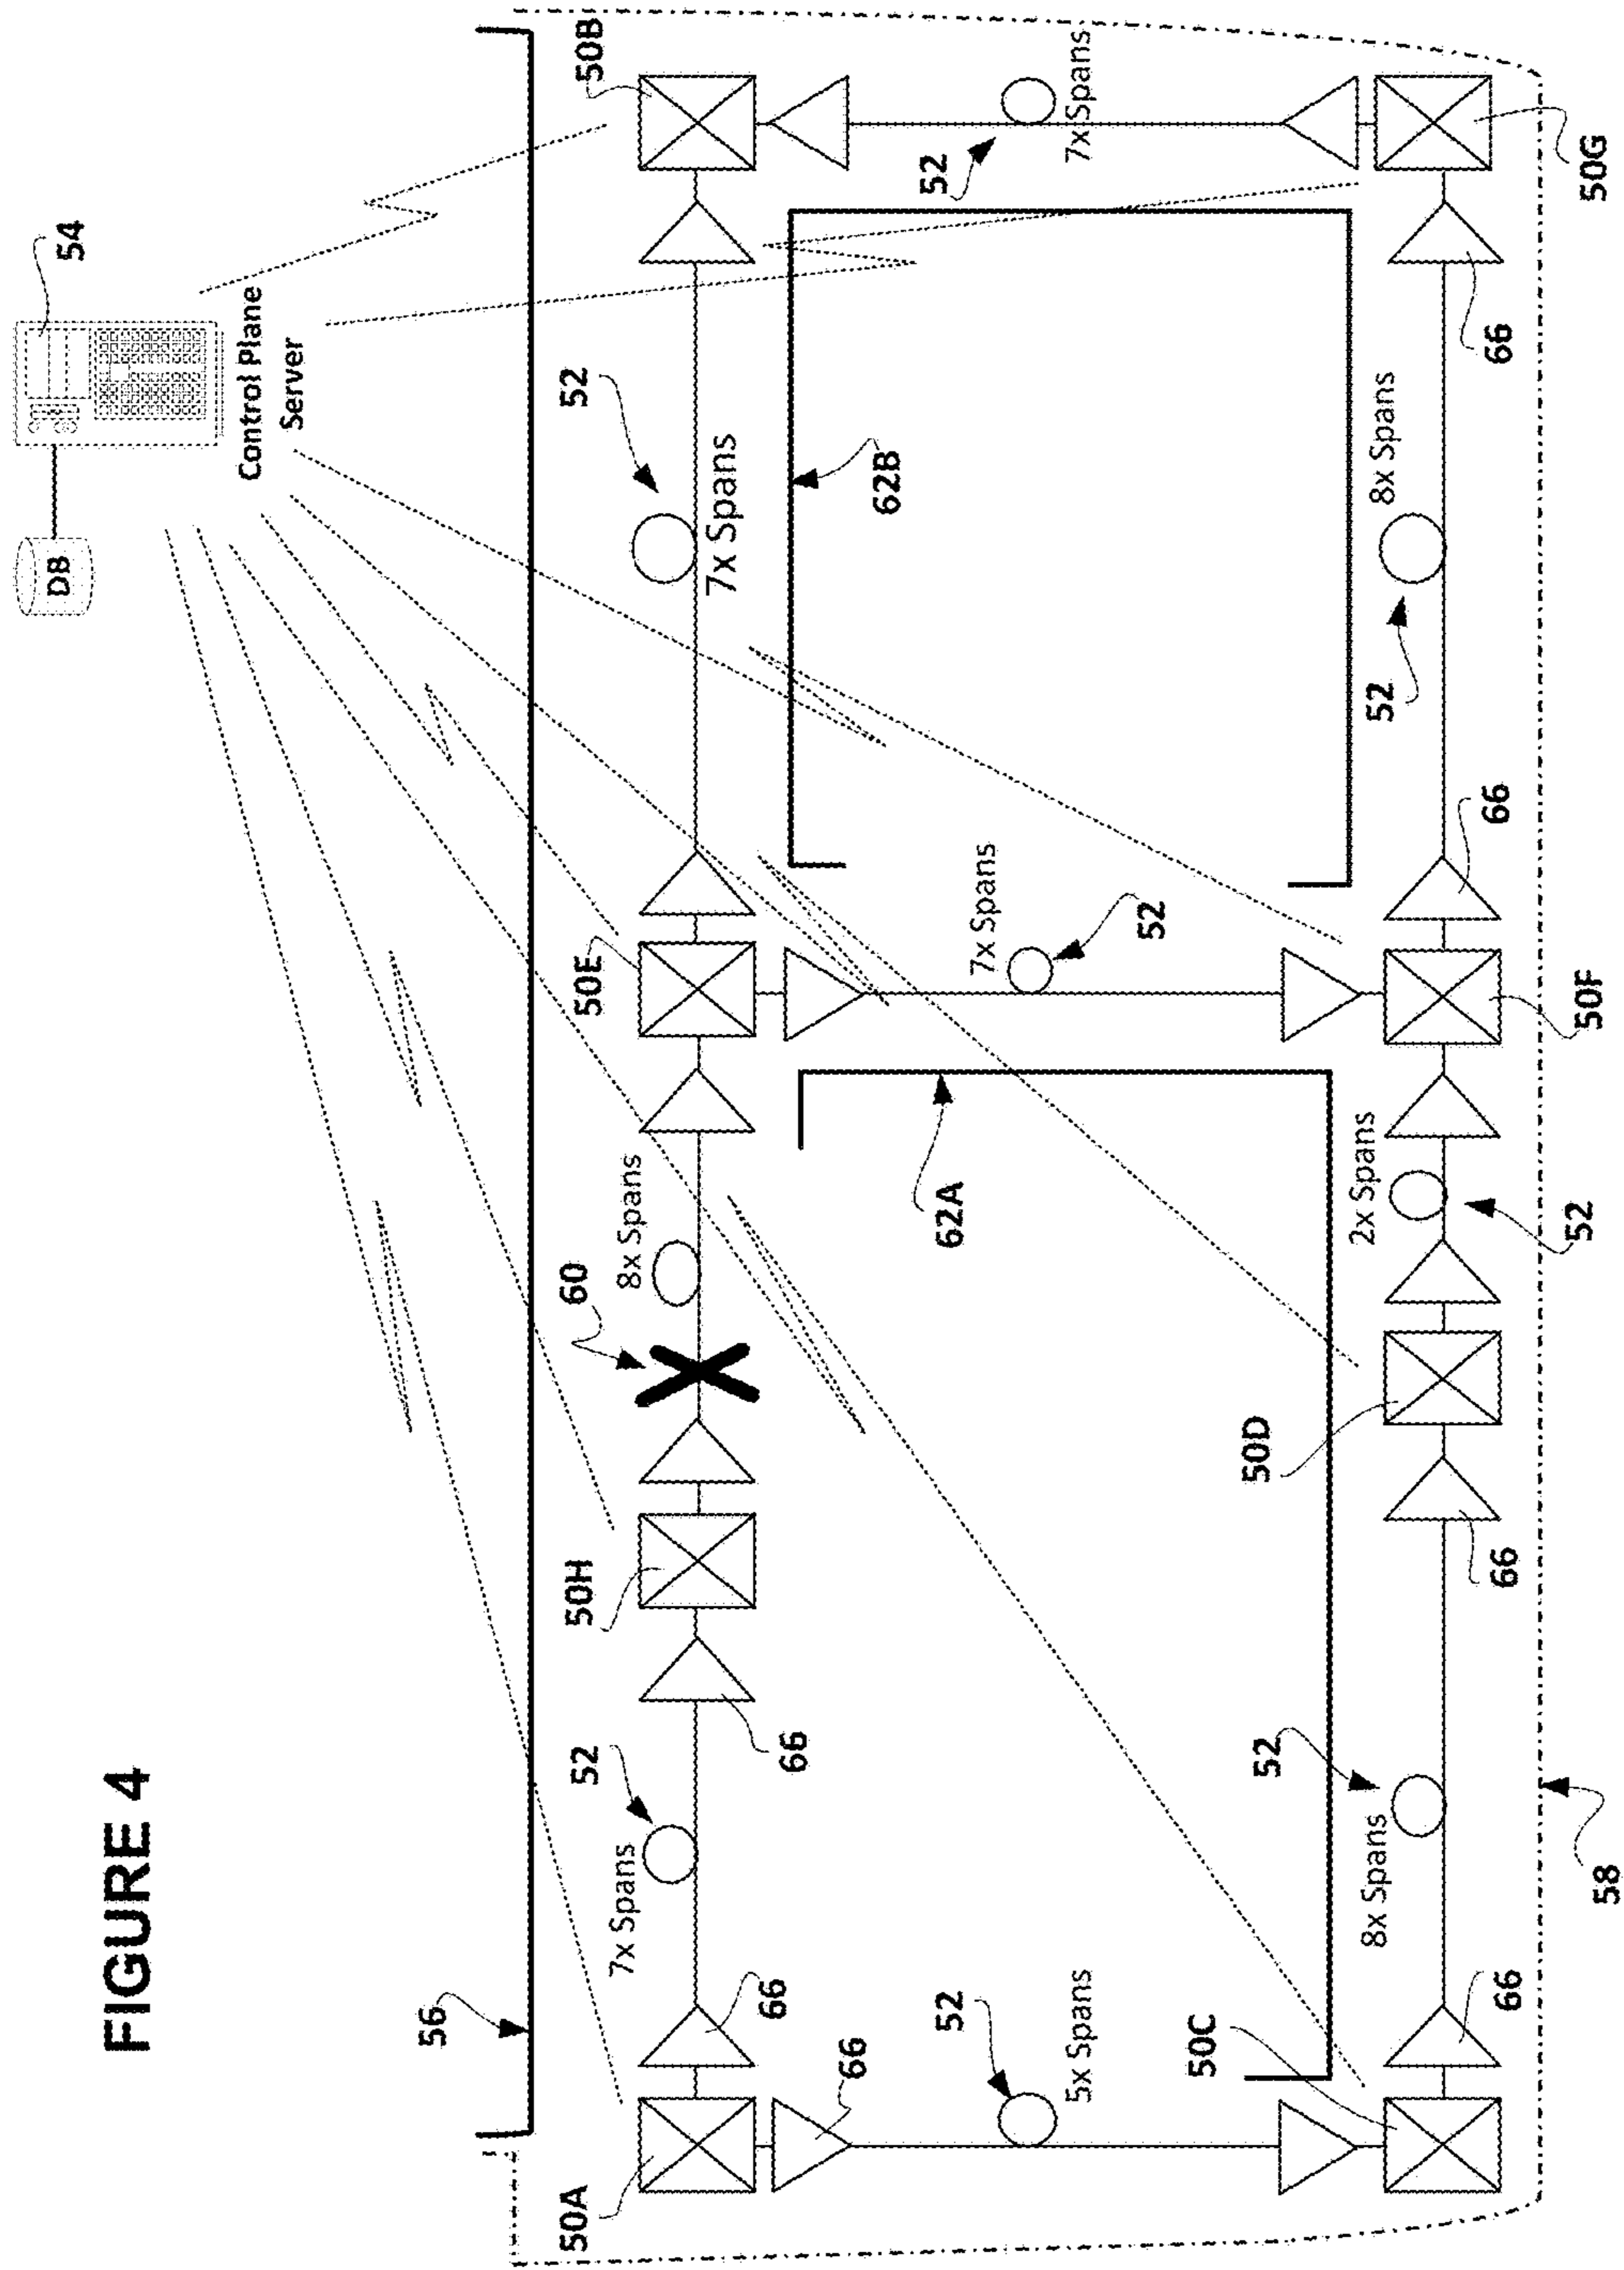 FIGURE 4
54
DB
Control Plane
Server
56
50A
52
7x Spans
66
66
50H
60
8x Spans
50E
52
7x Spans
50B
66
52
5x Spans
62A
7x Spans
52
62B
52
7x Spans
50C
52
8x Spans
50D
2x Spans
52
8x Spans
52
66
66
66
66
50F
50G
58